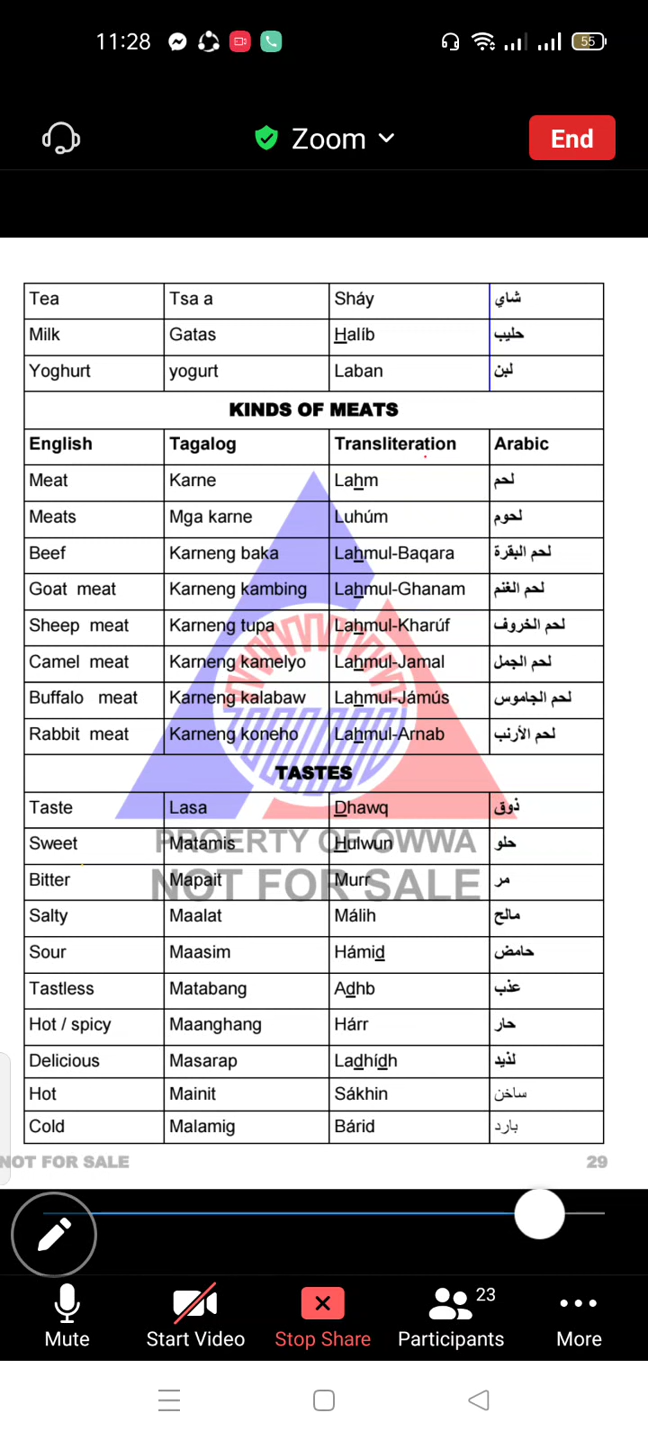 11:28
55
Zoom
End
Tea Tsa a Sháy شاي
Milk Gatas Halíb حليب
Yoghurt yogurt Laban لبن
KINDS OF MEATS
English Tagalog Transliteration Arabic
Meat Karne Lahm لحم
Meats Mga karne Luhúm لحوم
Beef Karneng baka Lahmul-Baqara لحم البقرة
Goat meat Karneng kambing Lahmul-Ghanam لحم الغنم
Sheep meat Karneng tupa Lahmul-Kharúf لحم الخروف
Camel meat Karneng kamelyo Lahmul-Jamal لحم الجمل
Buffalo meat Karneng kalabaw Lahmul-Jámús لحم الجاموس
Rabbit meat Karneng koneho Lahmul-Arnab لحم الأرنب
TASTES
Taste Lasa Dhawq ذوق
PROERTY OF OWWA
Sweet Matamis Hulwun حلو
NOT FOR SALE
Bitter Mapait Murr مر
Salty Maalat Málih مالح
Sour Maasim Hámid حامض
Tastless Matabang Adhb عذب
Hot / spicy Maanghang Hárr حار
Delicious Masarap Ladhídh لذيد
Hot Mainit Sákhin ساخن
Cold Malamig Bárid بارد
NOT FOR SALE 29
Mute Start Video Stop Share Participants 23 More